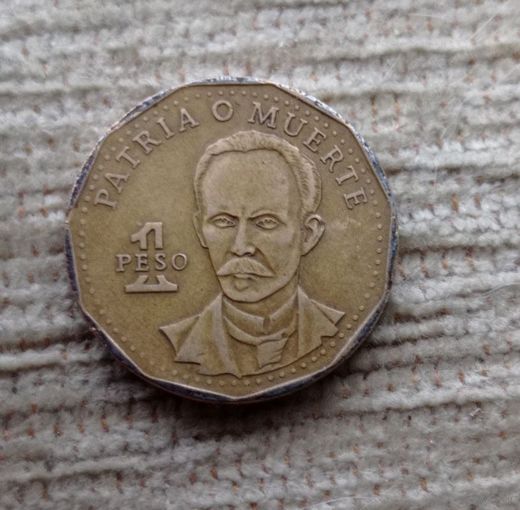 PATRIA O MUERTE
1
PESO